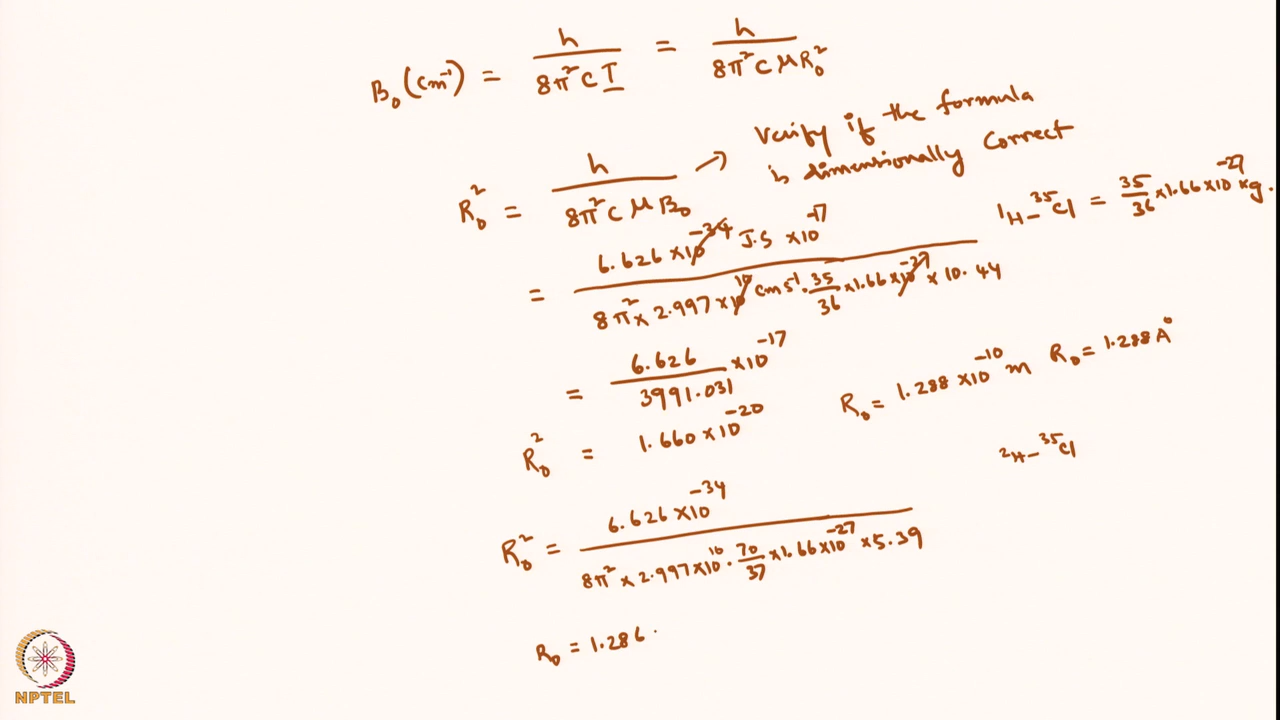 B₀(cm⁻¹) = h / 8π²cI = h / 8π²cμR₀²
R₀² = h / 8π²cμB₀ → Verify if the formula
is dimensionally correct
¹H–³⁵Cl = 35/36 × 1.66×10⁻²⁷ kg.
= 6.626×10⁻³⁴ J.s ×10⁻¹⁷ / 8π² × 2.997×10¹⁰ cm s⁻¹ · 35/36 × 1.66×10⁻²⁷ × 10.44
= 6.626 / 3991.031 ×10⁻¹⁷
R₀² = 1.660×10⁻²⁰
R₀ = 1.288×10⁻¹⁰ m R₀ = 1.288 A°
²H–³⁵Cl
R₀² = 6.626×10⁻³⁴ / 8π² × 2.997×10¹⁰ · 70/37 × 1.66×10⁻²⁷ × 5.39
R₀ = 1.286 ·
NPTEL